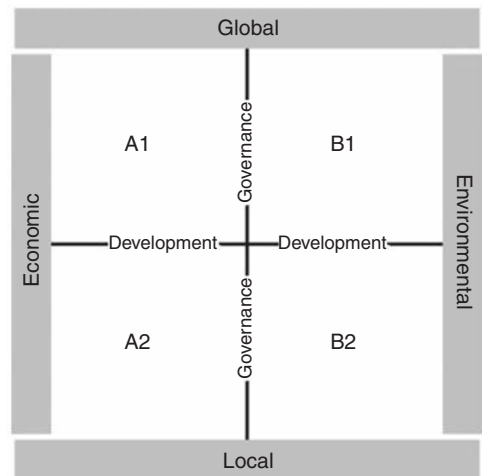 Global
A1
Governance
B1
Economic
Development
Development
Environmental
A2
Governance
B2
Local